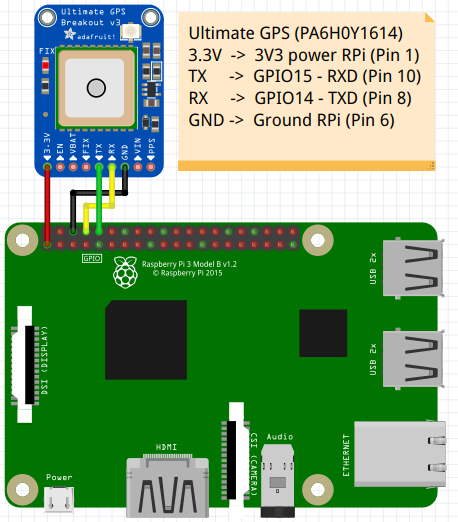 Ultimate GPS
Breakout v3
adafruit!
FIX
3.3V
EN
VBAT
FIX
TX
RX
GND
VIN
PPS
Ultimate GPS (PA6H0Y1614)
3.3V -> 3V3 power RPi (Pin 1)
TX -> GPIO15 - RXD (Pin 10)
RX -> GPIO14 - TXD (Pin 8)
GND -> Ground RPi (Pin 6)
GPIO
Raspberry Pi 3 Model B v1.2
© Raspberry Pi 2015
USB 2x
DSI (DISPLAY)
USB 2x
HDMI
CSI (CAMERA)
Audio
ETHERNET
Power